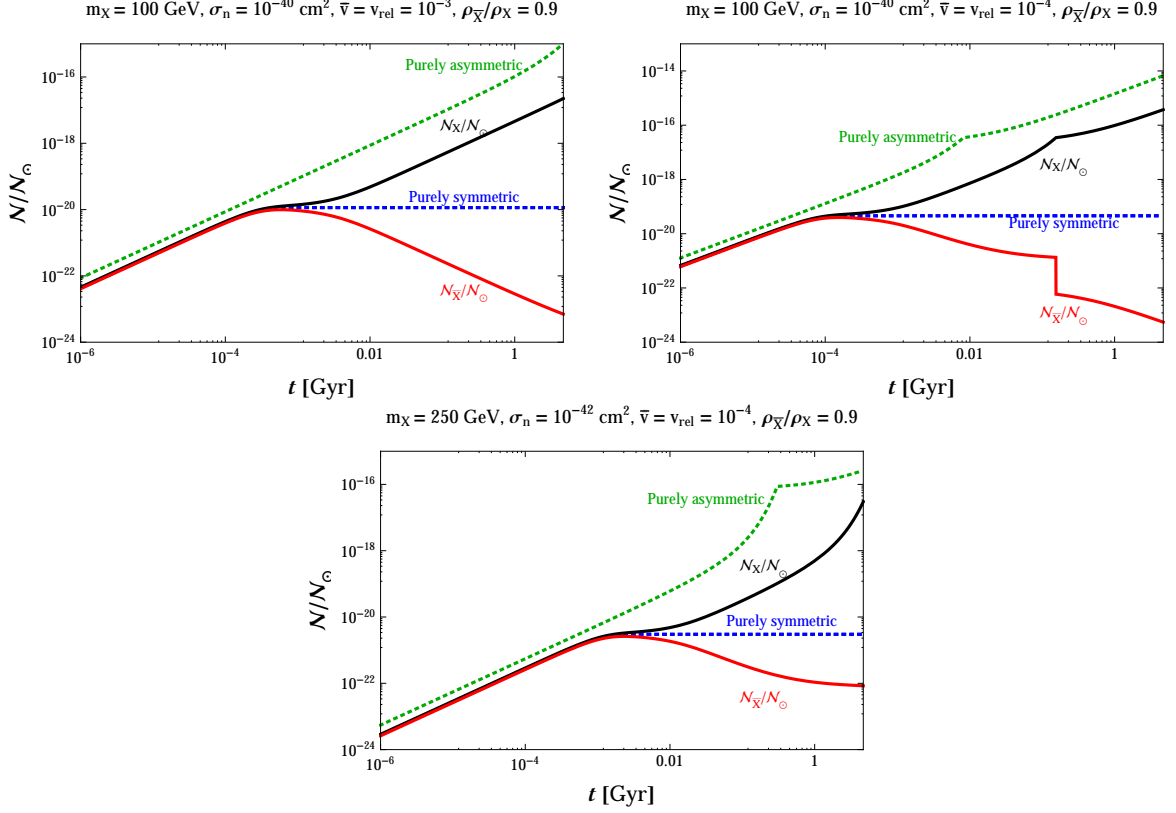 m_X = 100 GeV, σ_n = 10^{-40} cm^2, v̄ = v_rel = 10^{-3}, ρ_X̄/ρ_X = 0.9
10^{-16}
10^{-18}
10^{-20}
10^{-22}
10^{-24}
𝒩/𝒩_☉
Purely asymmetric
𝒩_X/𝒩_☉
Purely symmetric
𝒩_X̄/𝒩_☉
10^{-6}
10^{-4}
0.01
1
t [Gyr]
m_X = 100 GeV, σ_n = 10^{-40} cm^2, v̄ = v_rel = 10^{-4}, ρ_X̄/ρ_X = 0.9
10^{-14}
10^{-16}
10^{-18}
10^{-20}
10^{-22}
10^{-24}
𝒩/𝒩_☉
Purely asymmetric
𝒩_X/𝒩_☉
Purely symmetric
𝒩_X̄/𝒩_☉
10^{-6}
10^{-4}
0.01
1
t [Gyr]
m_X = 250 GeV, σ_n = 10^{-42} cm^2, v̄ = v_rel = 10^{-4}, ρ_X̄/ρ_X = 0.9
10^{-16}
10^{-18}
10^{-20}
10^{-22}
10^{-24}
𝒩/𝒩_☉
Purely asymmetric
𝒩_X/𝒩_☉
Purely symmetric
𝒩_X̄/𝒩_☉
10^{-6}
10^{-4}
0.01
1
t [Gyr]